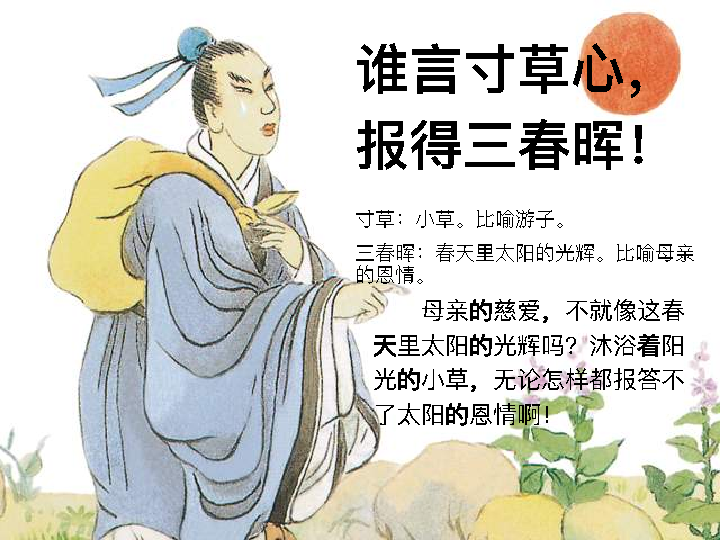 谁言寸草心，
报得三春晖！
寸草：小草。比喻游子。
三春晖：春天里太阳的光辉。比喻母亲
的恩情。
母亲的慈爱，不就像这春
天里太阳的光辉吗？沐浴着阳
光的小草，无论怎样都报答不
了太阳的恩情啊！